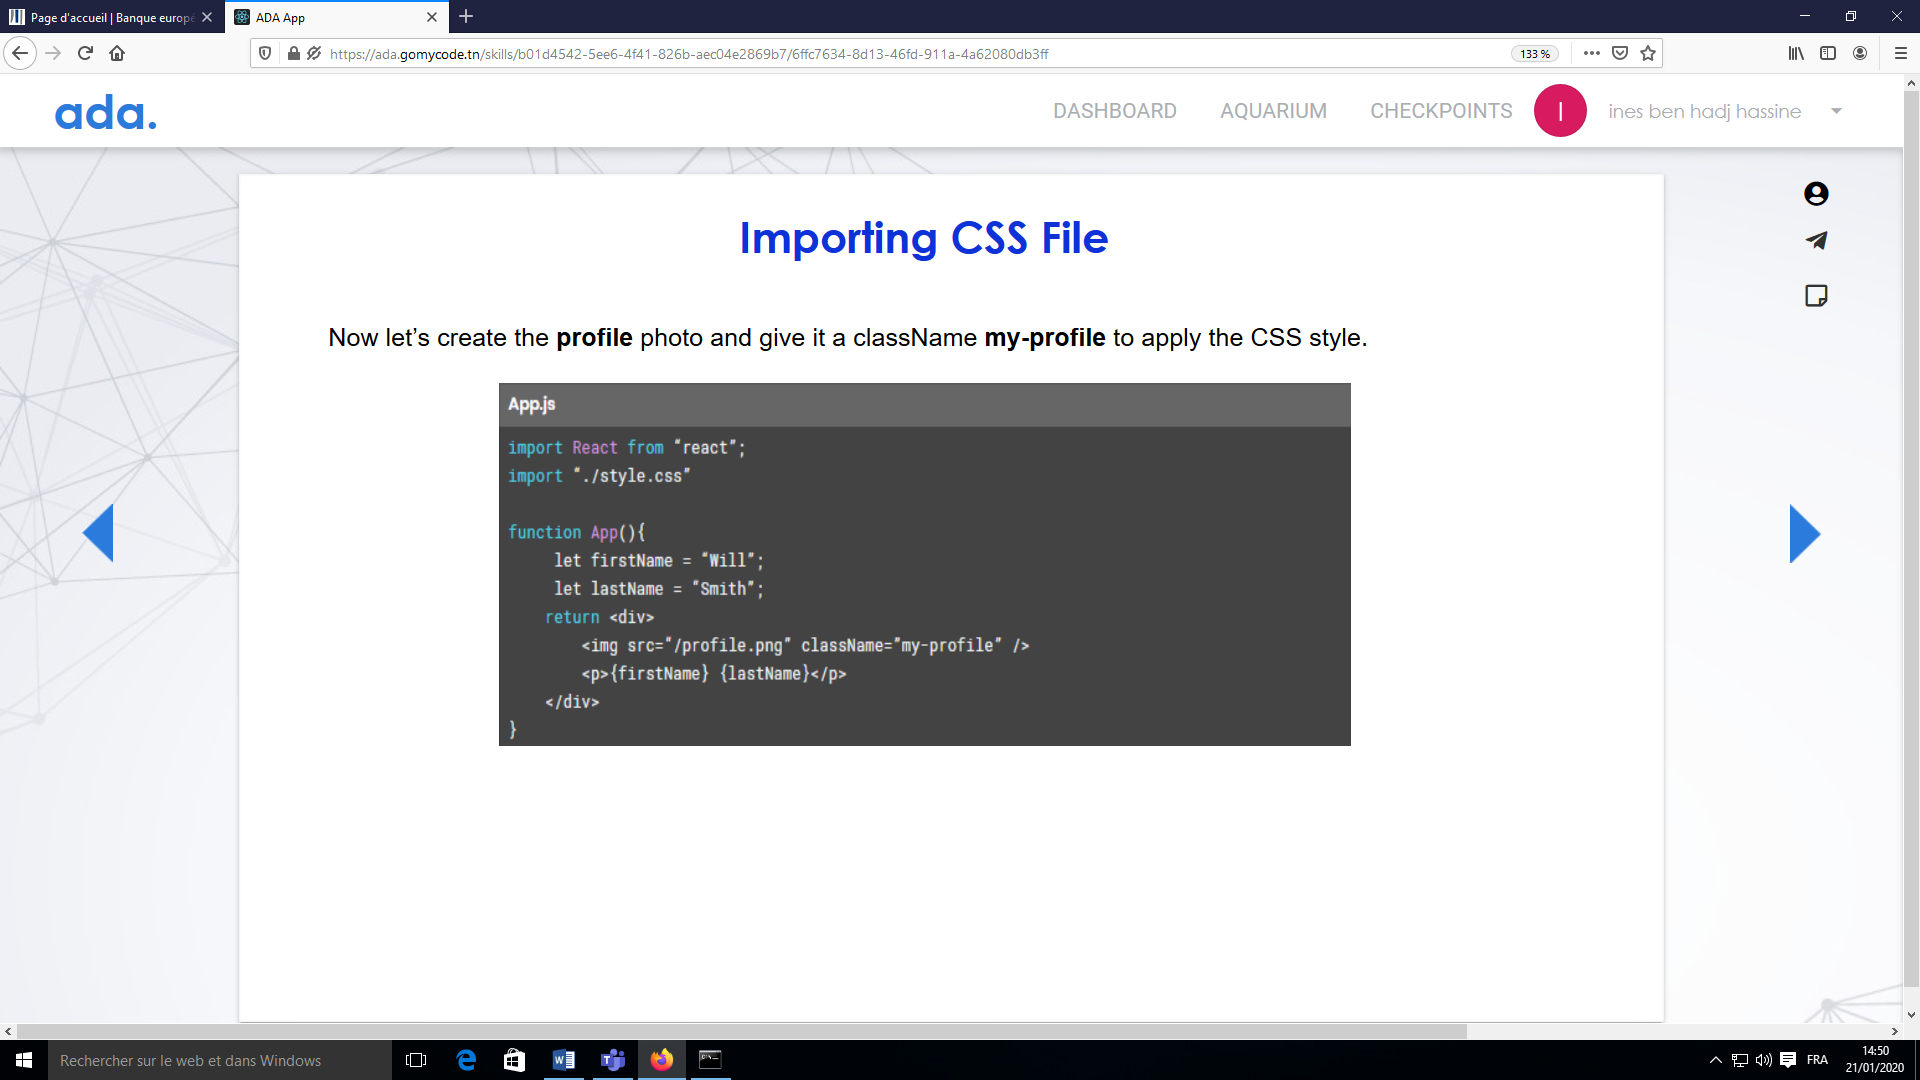 Page d'accueil | Banque europé
ADA App
https://ada.gomycode.tn/skills/b01d4542-5ee6-4f41-826b-aec04e2869b7/6ffc7634-8d13-46fd-911a-4a62080db3ff
133 %
ada.
DASHBOARD
AQUARIUM
CHECKPOINTS
I
ines ben hadj hassine
Importing CSS File
Now let’s create the profile photo and give it a className my-profile to apply the CSS style.
App.js
import React from “react”;
import “./style.css”
function App(){
let firstName = “Will”;
let lastName = “Smith”;
return <div>
<img src=“/profile.png” className=”my-profile” />
<p>{firstName} {lastName}</p>
</div>
}
Rechercher sur le web et dans Windows
FRA
14:50
21/01/2020